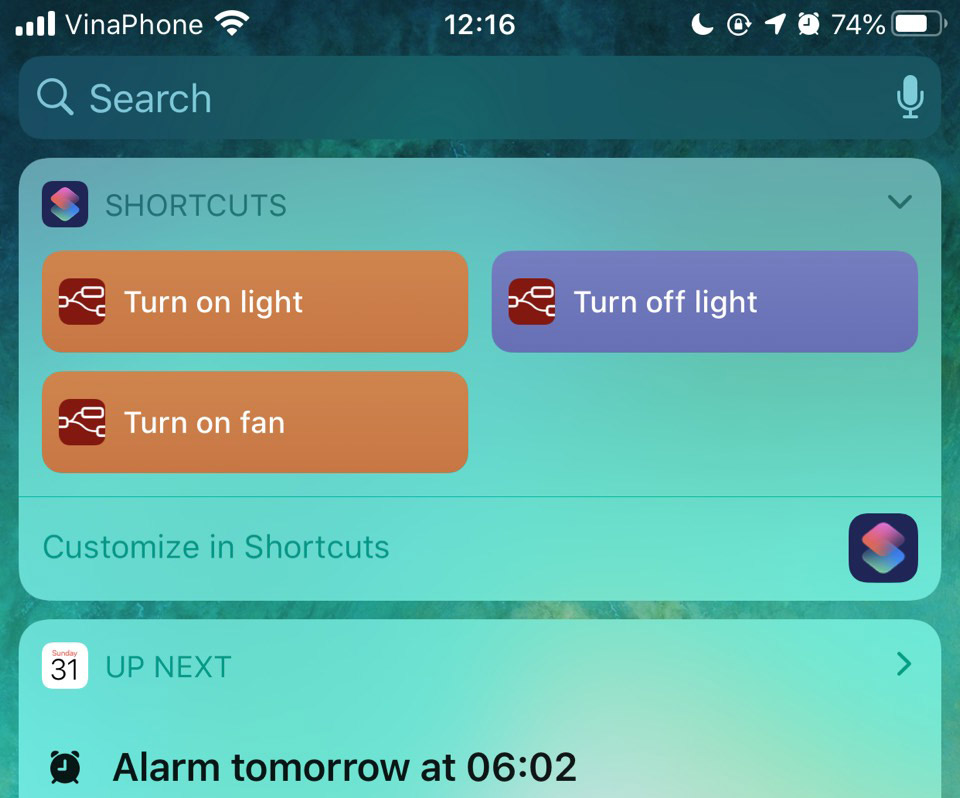 VinaPhone 12:16 74%
Search
SHORTCUTS
Turn on light
Turn off light
Turn on fan
Customize in Shortcuts
Sunday
31
UP NEXT
Alarm tomorrow at 06:02